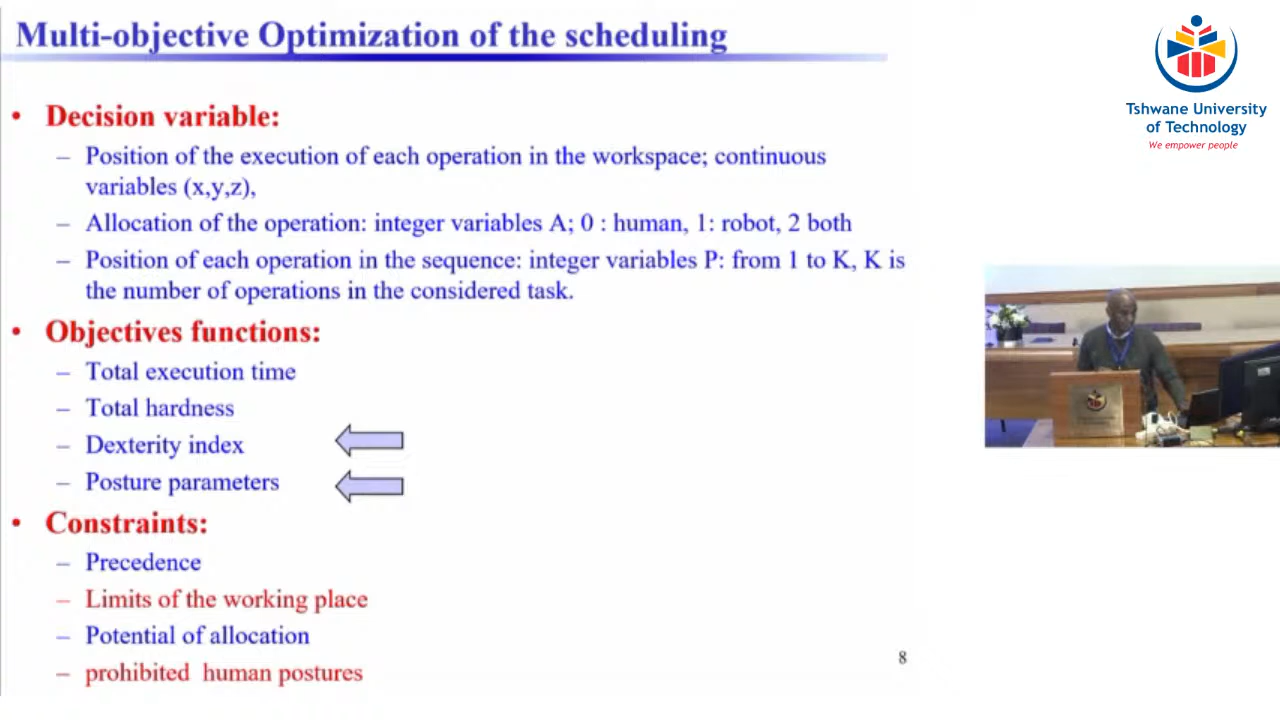 Multi-objective Optimization of the scheduling
• Decision variable:
– Position of the execution of each operation in the workspace; continuous
variables (x,y,z),
– Allocation of the operation: integer variables A; 0 : human, 1: robot, 2 both
– Position of each operation in the sequence: integer variables P: from 1 to K, K is
the number of operations in the considered task.
• Objectives functions:
– Total execution time
– Total hardness
– Dexterity index
– Posture parameters
• Constraints:
– Precedence
– Limits of the working place
– Potential of allocation
– prohibited human postures
8
Tshwane University
of Technology
We empower people